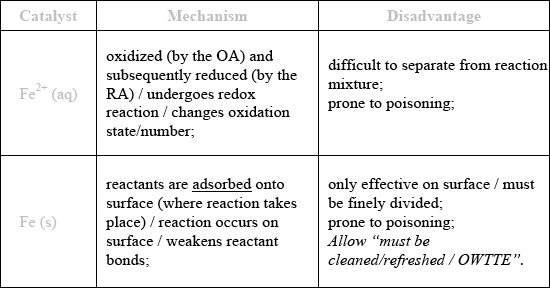 Catalyst Mechanism Disadvantage
Fe²⁺ (aq)
oxidized (by the OA) and
subsequently reduced (by the
RA) / undergoes redox
reaction / changes oxidation
state/number;
difficult to separate from reaction
mixture;
prone to poisoning;
Fe (s)
reactants are adsorbed onto
surface (where reaction takes
place) / reaction occurs on
surface / weakens reactant
bonds;
only effective on surface / must
be finely divided;
prone to poisoning;
Allow “must be
cleaned/refreshed / OWTTE”.